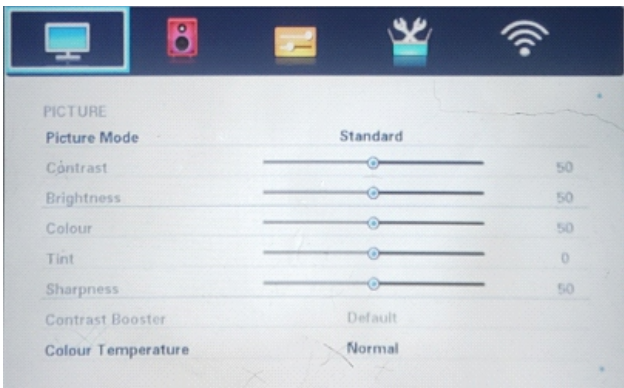 PICTURE
Picture Mode Standard
Contrast 50
Brightness 50
Colour 50
Tint 0
Sharpness 50
Contrast Booster Default
Colour Temperature Normal